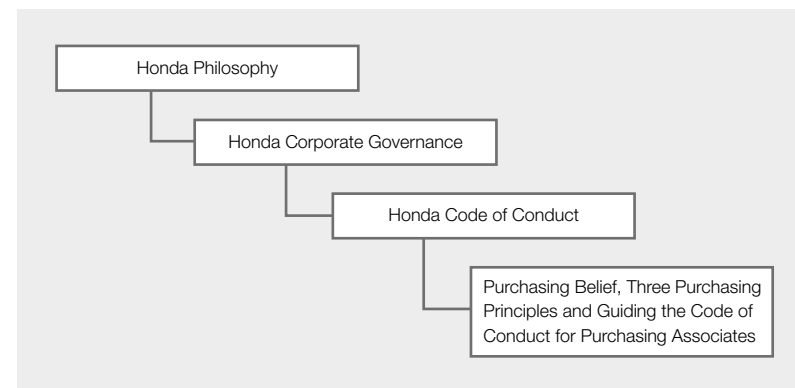 Honda Philosophy
Honda Corporate Governance
Honda Code of Conduct
Purchasing Belief, Three Purchasing
Principles and Guiding the Code of
Conduct for Purchasing Associates